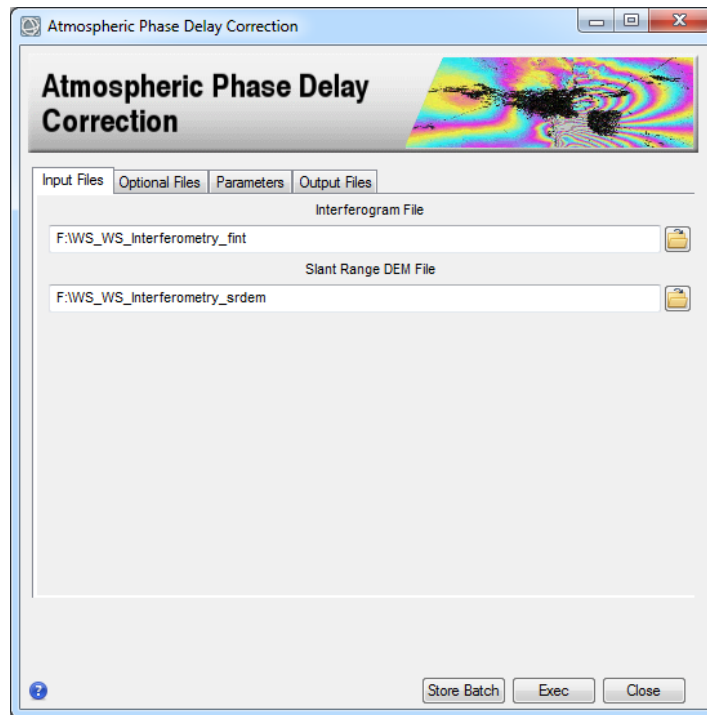 Atmospheric Phase Delay Correction
Atmospheric Phase Delay
Correction
Input Files Optional Files Parameters Output Files
Interferogram File
F:\WS_WS_Interferometry_fint
Slant Range DEM File
F:\WS_WS_Interferometry_srdem
? Store Batch Exec Close